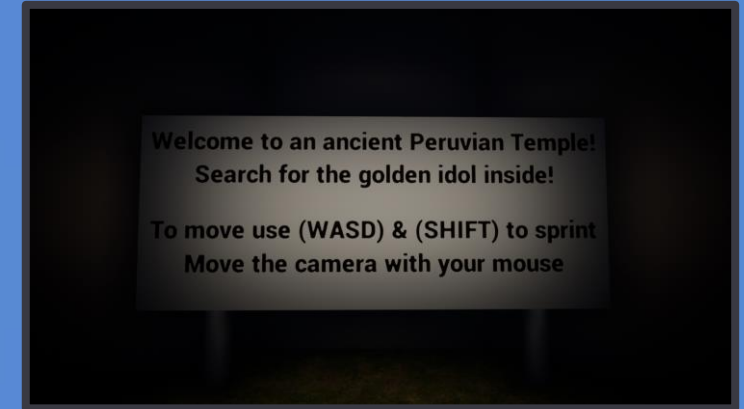 Welcome to an ancient Peruvian Temple!
Search for the golden idol inside!
To move use (WASD) & (SHIFT) to sprint
Move the camera with your mouse